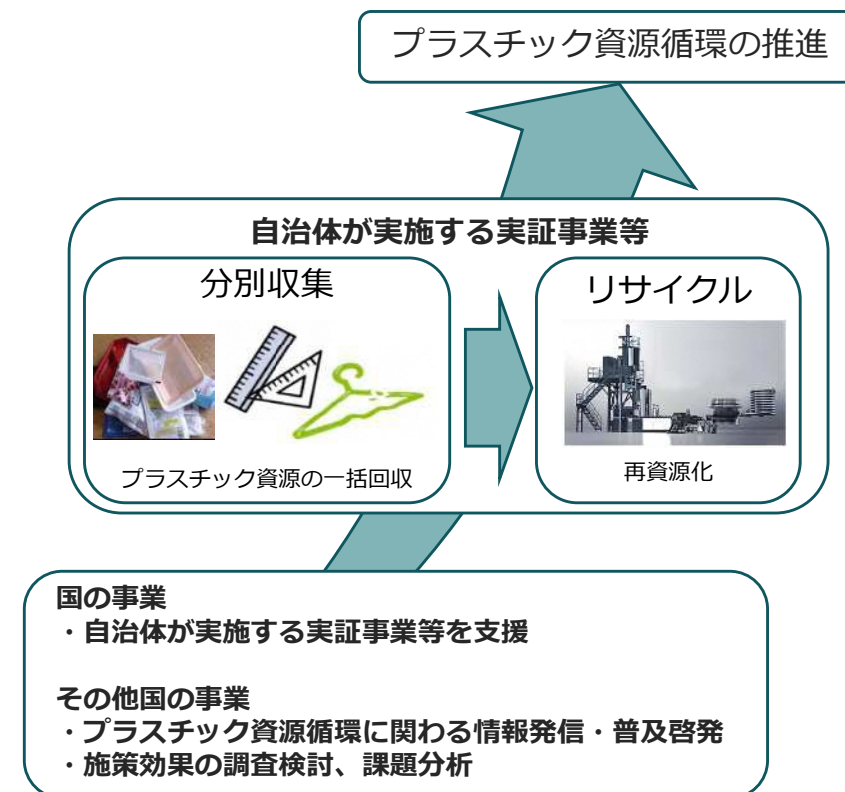 プラスチック資源循環の推進
自治体が実施する実証事業等
分別収集
リサイクル
プラスチック資源の一括回収
再資源化
国の事業
・自治体が実施する実証事業等を支援
その他国の事業
・プラスチック資源循環に関わる情報発信・普及啓発
・施策効果の調査検討、課題分析